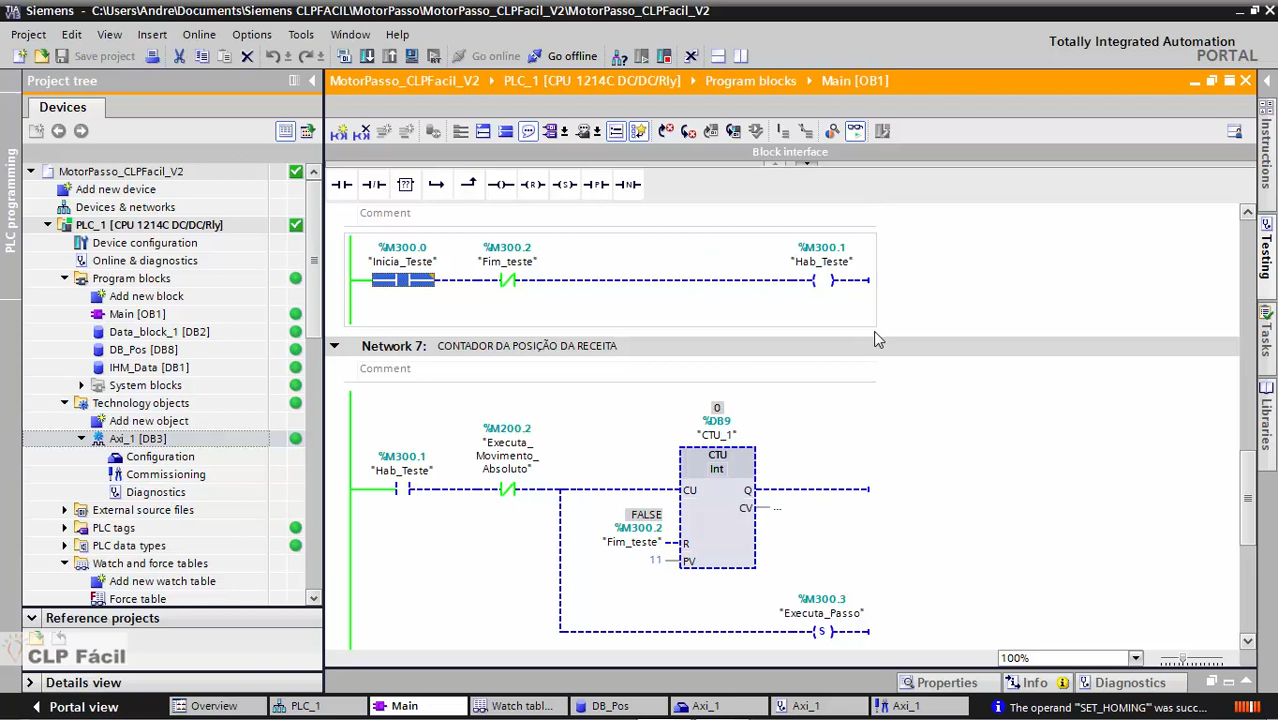 Siemens - C:\Users\Andre\Documents\Siemens CLPFACIL\MotorPasso\MotorPasso_CLPFacil_V2\MotorPasso_CLPFacil_V2
Project Edit View Insert Online Options Tools Window Help
Totally Integrated Automation
PORTAL
Save project
Go online
Go offline
Project tree
MotorPasso_CLPFacil_V2 PLC_1 [CPU 1214C DC/DC/Rly] Program blocks Main [OB1]
Devices
PLC programming
Block interface
MotorPasso_CLPFacil_V2
Add new device
Devices & networks
PLC_1 [CPU 1214C DC/DC/Rly]
Device configuration
Online & diagnostics
Program blocks
Add new block
Main [OB1]
Data_block_1 [DB2]
DB_Pos [DB8]
IHM_Data [DB1]
System blocks
Technology objects
Add new object
Axi_1 [DB3]
Configuration
Commissioning
Diagnostics
External source files
PLC tags
PLC data types
Watch and force tables
Add new watch table
Force table
Reference projects
CLP Fácil
Details view
Comment
%M300.0
"Inicia_Teste"
%M300.2
"Fim_teste"
%M300.1
"Hab_Teste"
Network 7: CONTADOR DA POSIÇÃO DA RECEITA
Comment
%M300.1
"Hab_Teste"
%M200.2
"Executa_
Movimento_
Absoluto"
0
%DB9
"CTU_1"
CTU
Int
CU
Q
CV
...
FALSE
%M300.2
"Fim_teste"
R
11
PV
%M300.3
"Executa_Passo"
S
100%
Properties
Info
Diagnostics
Instructions
Testing
Tasks
Libraries
Portal view
Overview
PLC_1
Main
Watch tabl...
DB_Pos
Axi_1
Axi_1
Axi_1
The operand "SET_HOMING" was succ...